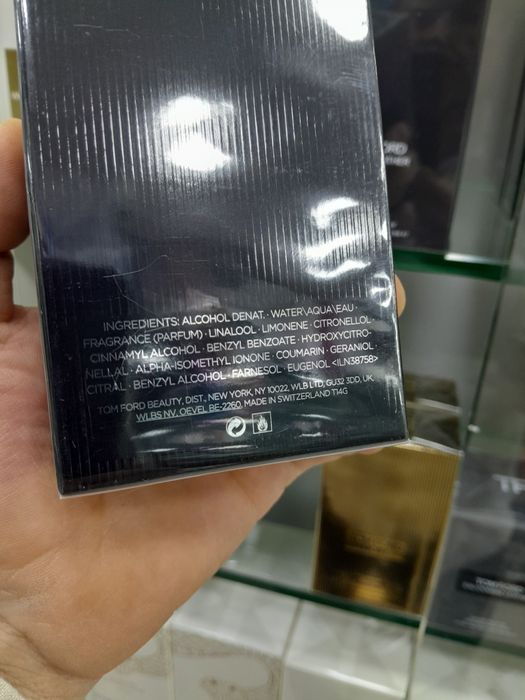 INGREDIENTS: ALCOHOL DENAT. · WATER\AQUA\EAU ·
FRAGRANCE (PARFUM) · LINALOOL · LIMONENE · CITRONELLOL ·
CINNAMYL ALCOHOL · BENZYL BENZOATE · HYDROXYCITRO-
NELLAL · ALPHA-ISOMETHYL IONONE · COUMARIN · GERANIOL ·
CITRAL · BENZYL ALCOHOL · FARNESOL · EUGENOL <ILN38758>
TOM FORD BEAUTY, DIST., NEW YORK, NY 10022, WLB LTD, GU32 3DD, UK,
WLBS NV, OEVEL BE-2260, MADE IN SWITZERLAND T14G